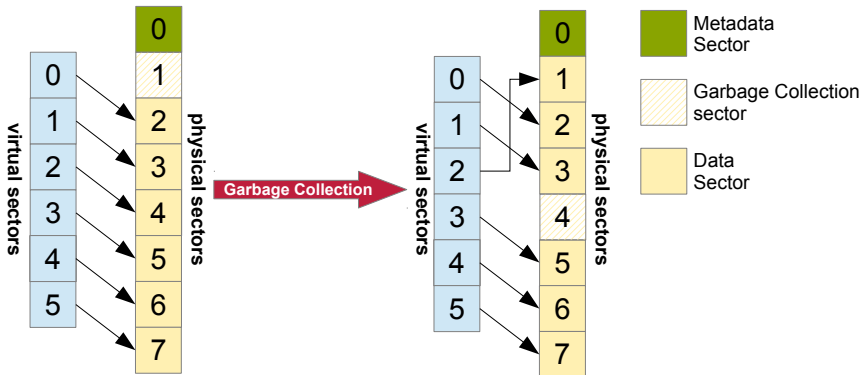 virtual sectors
0
1
2
3
4
5
0
1
2
3
4
5
6
7
physical sectors
Garbage Collection
virtual sectors
0
1
2
3
4
5
0
1
2
3
4
5
6
7
physical sectors
Metadata
Sector
Garbage Collection
sector
Data
Sector